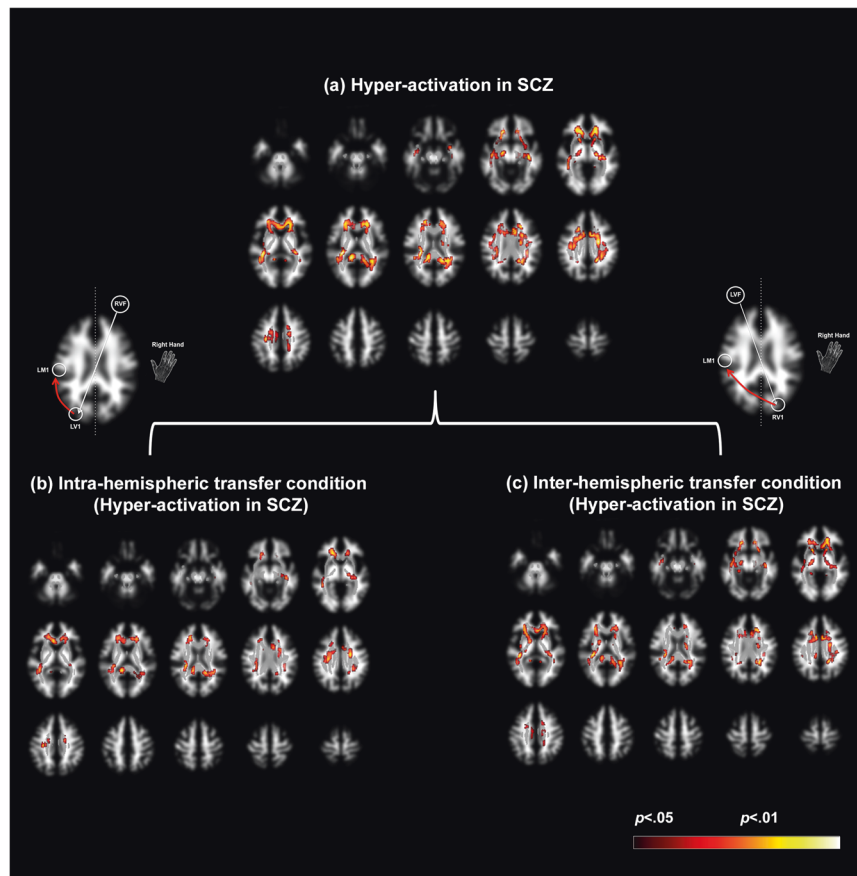 (a) Hyper-activation in SCZ
RVF
LM1
Right Hand
LV1
LVF
LM1
Right Hand
RV1
(b) Intra-hemispheric transfer condition
(Hyper-activation in SCZ)
(c) Inter-hemispheric transfer condition
(Hyper-activation in SCZ)
p<.05 p<.01